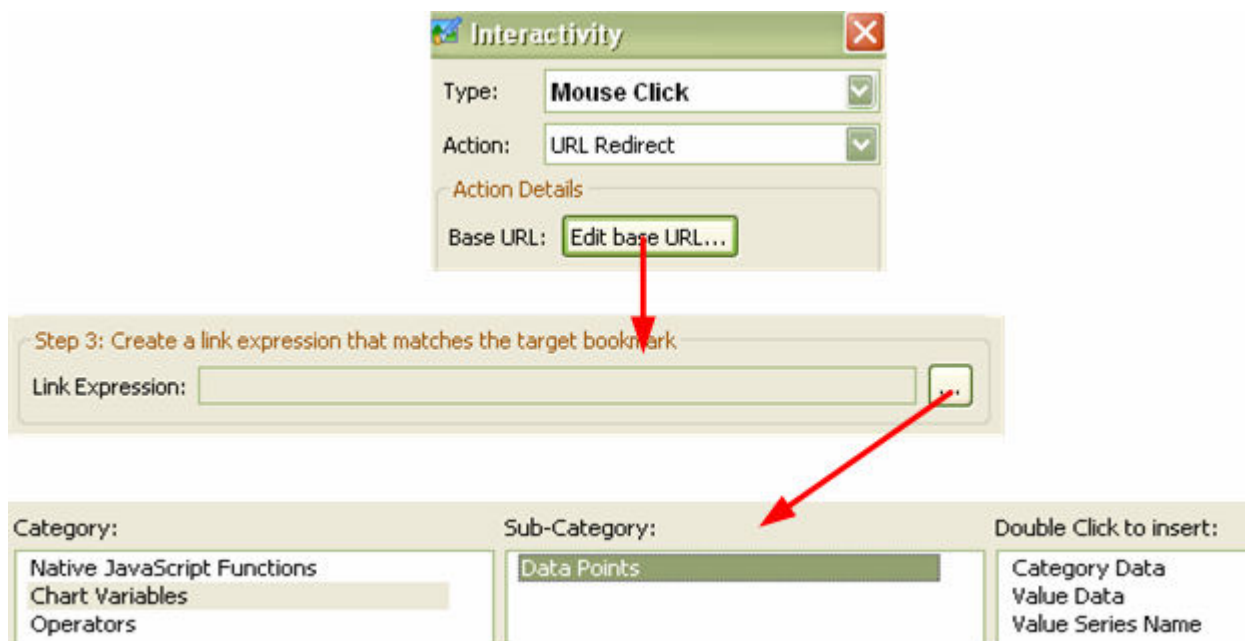 Interactivity
Type: Mouse Click
Action: URL Redirect
Action Details
Base URL: Edit base URL...
Step 3: Create a link expression that matches the target bookmark
Link Expression: ...
Category: Sub-Category: Double Click to insert:
Native JavaScript Functions Data Points Category Data
Chart Variables Value Data
Operators Value Series Name